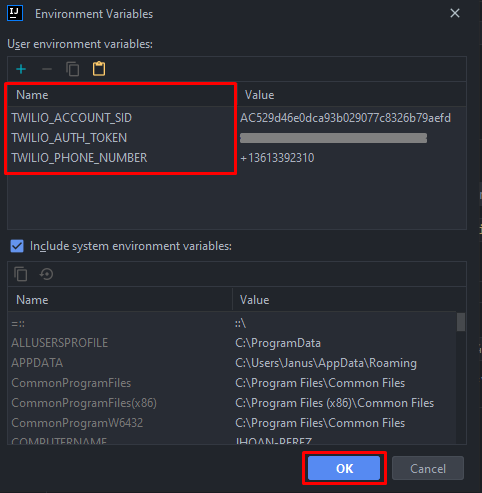 IJ Environment Variables
User environment variables:
Name Value
TWILIO_ACCOUNT_SID AC529d46e0dca93b029077c8326b79aefd
TWILIO_AUTH_TOKEN
TWILIO_PHONE_NUMBER +13613392310
Include system environment variables:
Name Value
=:: ::\
ALLUSERSPROFILE C:\ProgramData
APPDATA C:\Users\Janus\AppData\Roaming
CommonProgramFiles C:\Program Files\Common Files
CommonProgramFiles(x86) C:\Program Files (x86)\Common Files
CommonProgramW6432 C:\Program Files\Common Files
COMPUTERNAME JHOAN-PEREZ
OK Cancel